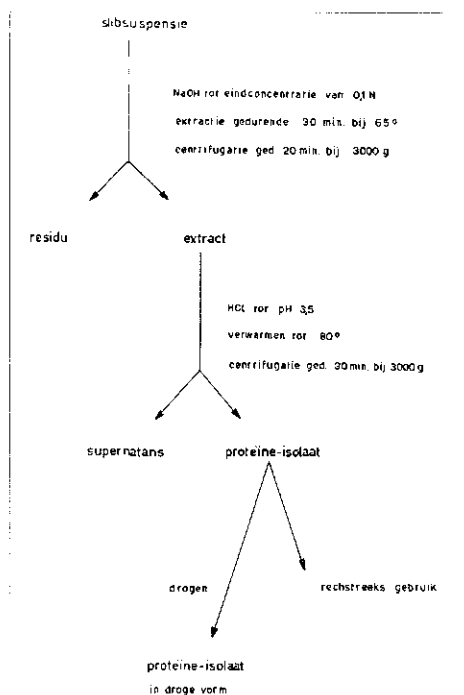 slibsuspensie
NaOH tot eindconcentratie van 0,1 N
extractie gedurende 30 min. bij 65°
centrifugatie ged. 20 min. bij 3000 g
residu
extract
HCL tot pH 3,5
verwarmen tot 80°
centrifugatie ged. 30 min. bij 3000 g
supernatans
proteïne-isolaat
drogen
rechstreeks gebruik
proteïne-isolaat
in droge vorm